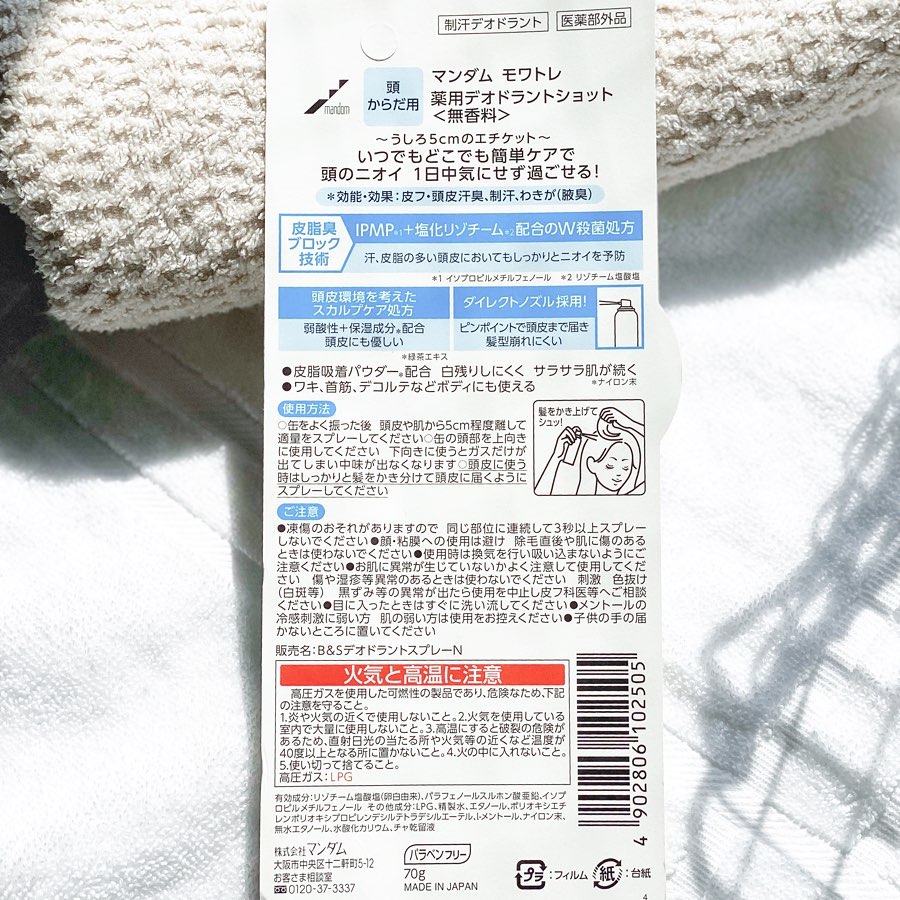 制汗デオドラント 医薬部外品
mandom
頭
からだ用
マンダム モワトレ
薬用デオドラントショット
<無香料>
~うしろ5cmのエチケット~
いつでもどこでも簡単ケアで
頭のニオイ 1日中気にせず過ごせる!
*効能・効果:皮フ・頭皮汗臭、制汗、わきが(腋臭)
皮脂臭
ブロック
技術
IPMP*1+塩化リゾチーム*2配合のW殺菌処方
汗、皮脂の多い頭皮においてもしっかりとニオイを予防
*1 イソプロピルメチルフェノール *2 リゾチーム塩酸塩
頭皮環境を考えた
スカルプケア処方
弱酸性+保湿成分*配合
頭皮にも優しい
*緑茶エキス
ダイレクトノズル採用!
ピンポイントで頭皮まで届き
髪型崩れにくい
●皮脂吸着パウダー*配合 白残りしにくく サラサラ肌が続く
*ナイロン末
●ワキ、首筋、デコルテなどボディにも使える
使用方法
○缶をよく振った後 頭皮や肌から5cm程度離して
適量をスプレーしてください○缶の頭部を上向き
に使用してください 下向きに使うとガスだけが
出てしまい中味が出なくなります○頭皮に使う
時はしっかりと髪をかき分けて頭皮に届くように
スプレーしてください
髪をかき上げて
シュッ!
ご注意
●凍傷のおそれがありますので 同じ部位に連続して3秒以上スプレー
しないでください●顔・粘膜への使用は避け 除毛直後や肌に傷のある
ときは使わないでください●使用時は換気を行い吸い込まないようにご
注意ください●お肌に異常が生じていないかよく注意して使用してくだ
さい 傷や湿疹等異常のあるときは使わないでください 刺激 色抜け
(白斑等) 黒ずみ等の異常が出たら使用を中止し皮フ科医等へご相談
ください●目に入ったときはすぐに洗い流してください●メントールの
冷感刺激に弱い方 肌の弱い方は使用をお控えください●子供の手の届
かないところに置いてください
販売名:B&SデオドラントスプレーN
火気と高温に注意
高圧ガスを使用した可燃性の製品であり、危険なため、下記
の注意を守ること。
1.炎や火気の近くで使用しないこと。2.火気を使用している
室内で大量に使用しないこと。3.高温にすると破裂の危険が
あるため、直射日光の当たる所や火気等の近くなど温度が
40度以上となる所に置かないこと。4.火の中に入れないこと。
5.使い切って捨てること。
高圧ガス:LPG
4902806102505
有効成分:リゾチーム塩酸塩(卵白由来)、パラフェノールスルホン酸亜鉛、イソプ
ロピルメチルフェノール その他成分:LPG、精製水、エタノール、ポリオキシエチ
レンポリオキシプロピレンデシルテトラデシルエーテル、l-メントール、ナイロン末、
無水エタノール、水酸化カリウム、チャ乾留液
株式会社マンダム
大阪市中央区十二軒町5-12
お客さま相談室
0120-37-3337
パラベンフリー
70g
MADE IN JAPAN
プラ:フィルム 紙:台紙
4